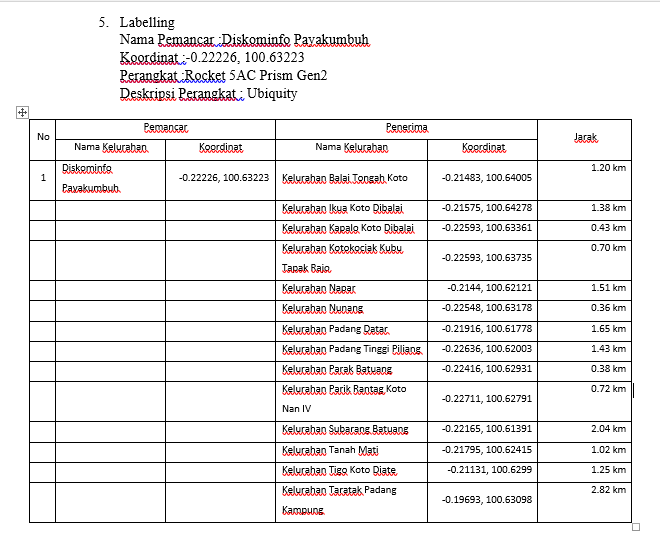 5. Labelling
Nama Pemancar :Diskominfo Payakumbuh
Koordinat :-0.22226, 100.63223
Perangkat :Rocket 5AC Prism Gen2
Deskripsi Perangkat : Ubiquity
No Pemancar Penerima Jarak
Nama Kelurahan Koordinat Nama Kelurahan Koordinat
1 Diskominfo Payakumbuh -0.22226, 100.63223 Kelurahan Balai Tongah Koto -0.21483, 100.64005 1.20 km
Kelurahan Ikua Koto Dibalai -0.21575, 100.64278 1.38 km
Kelurahan Kapalo Koto Dibalai -0.22593, 100.63361 0.43 km
Kelurahan Kotokociak Kubu Tapak Rajo -0.22593, 100.63735 0.70 km
Kelurahan Napar -0.2144, 100.62121 1.51 km
Kelurahan Nunang -0.22548, 100.63178 0.36 km
Kelurahan Padang Datar -0.21916, 100.61778 1.65 km
Kelurahan Padang Tinggi Piliang -0.22636, 100.62003 1.43 km
Kelurahan Parak Batuang -0.22416, 100.62931 0.38 km
Kelurahan Parik Rantag Koto Nan IV -0.22711, 100.62791 0.72 km
Kelurahan Subarang Batuang -0.22165, 100.61391 2.04 km
Kelurahan Tanah Mati -0.21795, 100.62415 1.02 km
Kelurahan Tigo Koto Diate -0.21131, 100.6299 1.25 km
Kelurahan Taratak Padang Kampung -0.19693, 100.63098 2.82 km